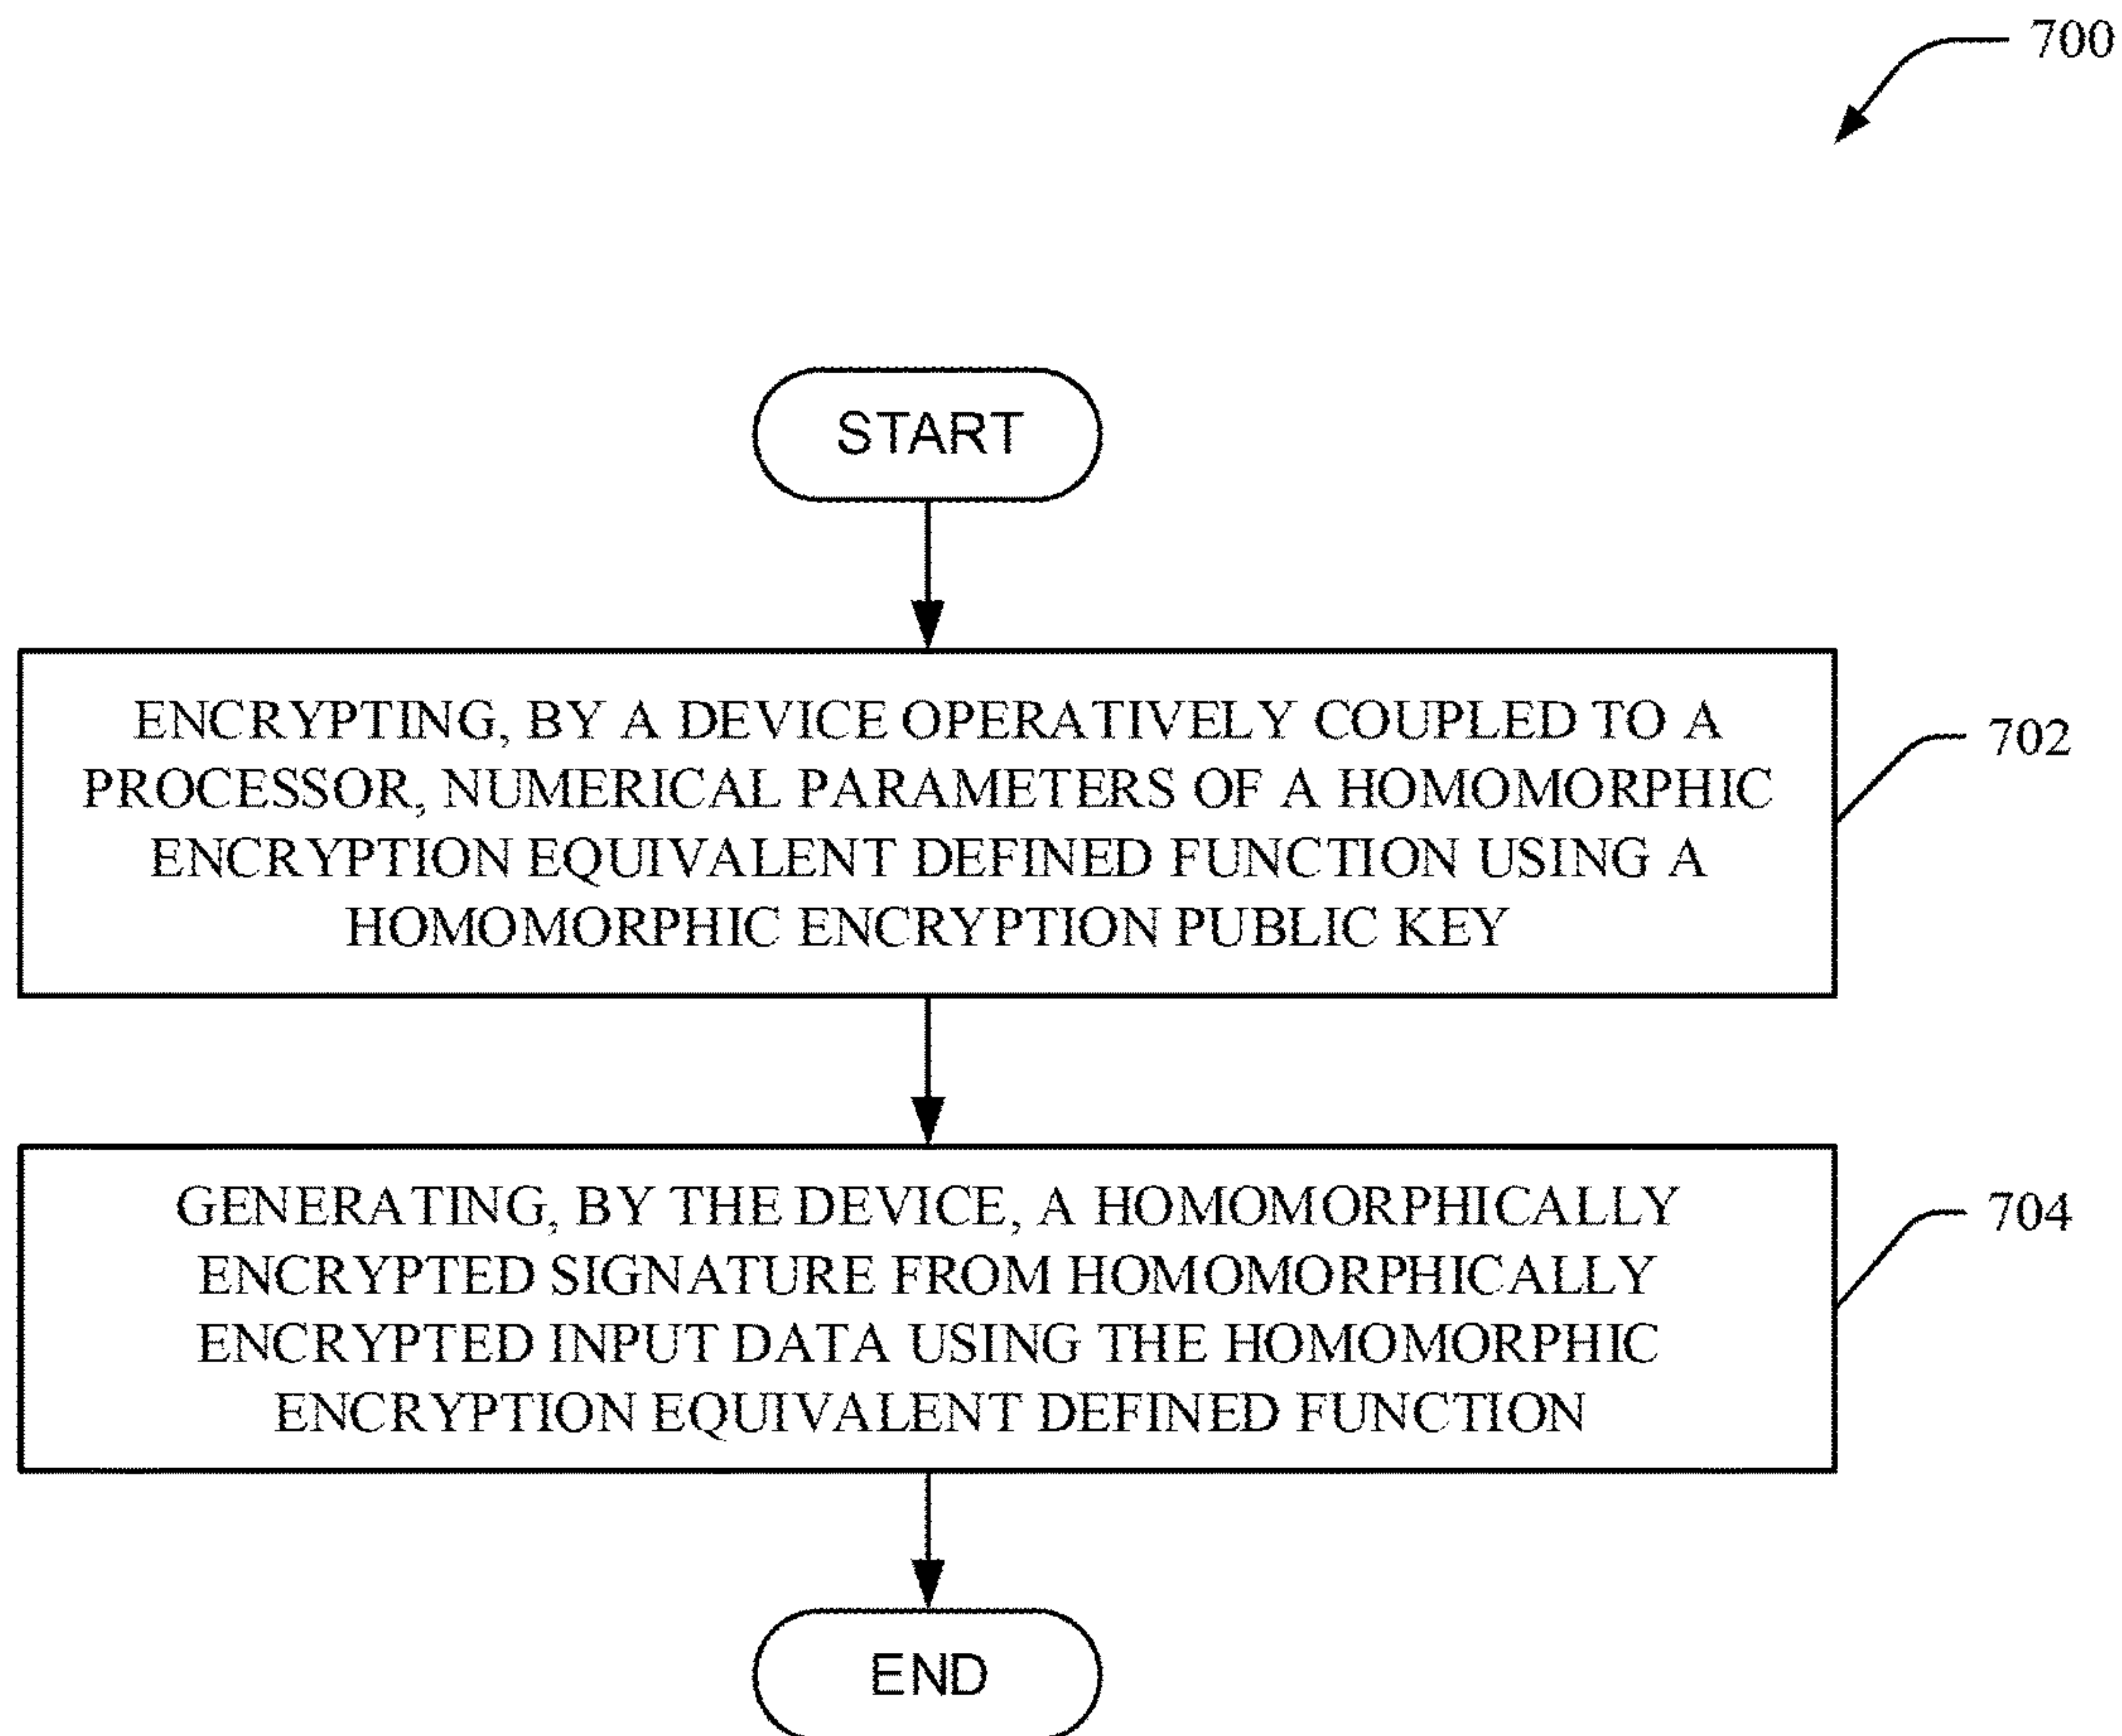 700
START
ENCRYPTING, BY A DEVICE OPERATIVELY COUPLED TO A
PROCESSOR, NUMERICAL PARAMETERS OF A HOMOMORPHIC
ENCRYPTION EQUIVALENT DEFINED FUNCTION USING A
HOMOMORPHIC ENCRYPTION PUBLIC KEY
702
GENERATING, BY THE DEVICE, A HOMOMORPHICALLY
ENCRYPTED SIGNATURE FROM HOMOMORPHICALLY
ENCRYPTED INPUT DATA USING THE HOMOMORPHIC
ENCRYPTION EQUIVALENT DEFINED FUNCTION
704
END